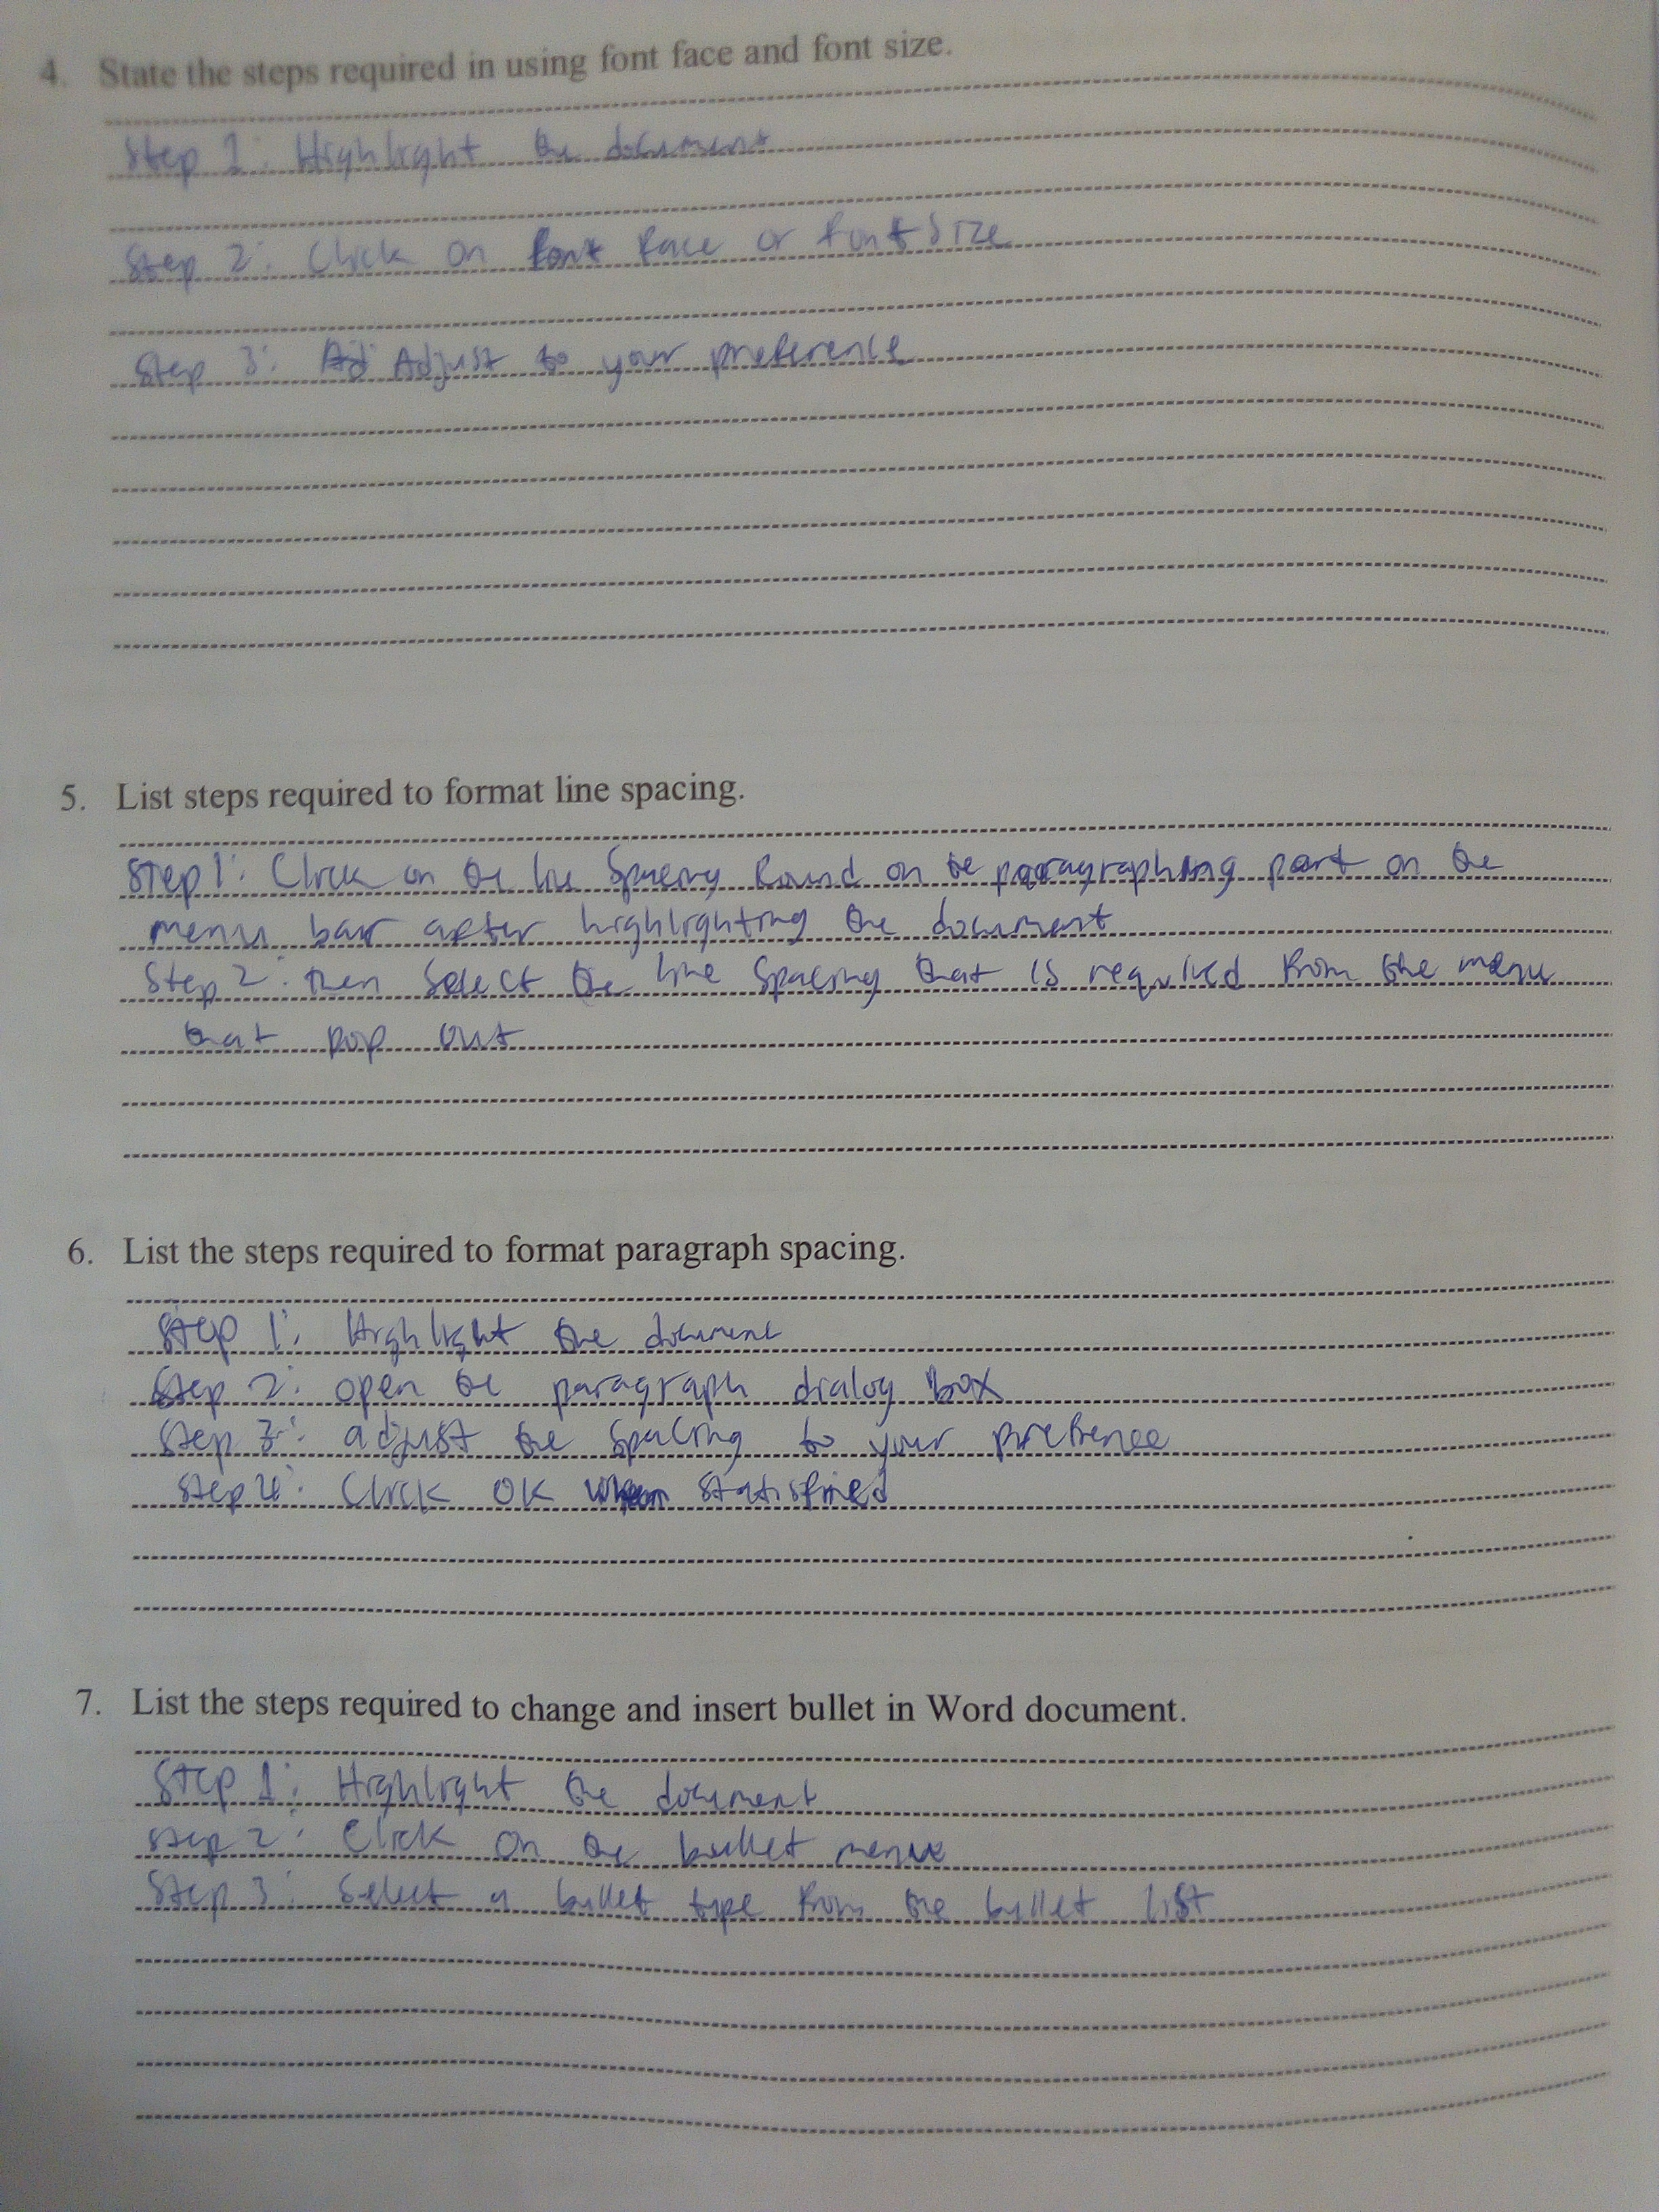 4. State the steps required in using font face and font size.
Step 1: Highlight the document
Step 2: Click on font face or font size
Step 3: Ad Adjust to your preference
5. List steps required to format line spacing.
Step 1: Click on the line spacing found on the paragraphing part on the
menu bar after highlighting the document
Step 2: then select the line spacing that is required from the menu
that pop out
6. List the steps required to format paragraph spacing.
Step 1: Highlight the document
Step 2: open the paragraph dialog box
Step 3: adjust the spacing to your prefrence
Step 4: Click OK when statisfied
7. List the steps required to change and insert bullet in Word document.
Step 1: Highlight the document
Step 2: Click on the bullet menu
Step 3: Select a bullet type from the bullet list